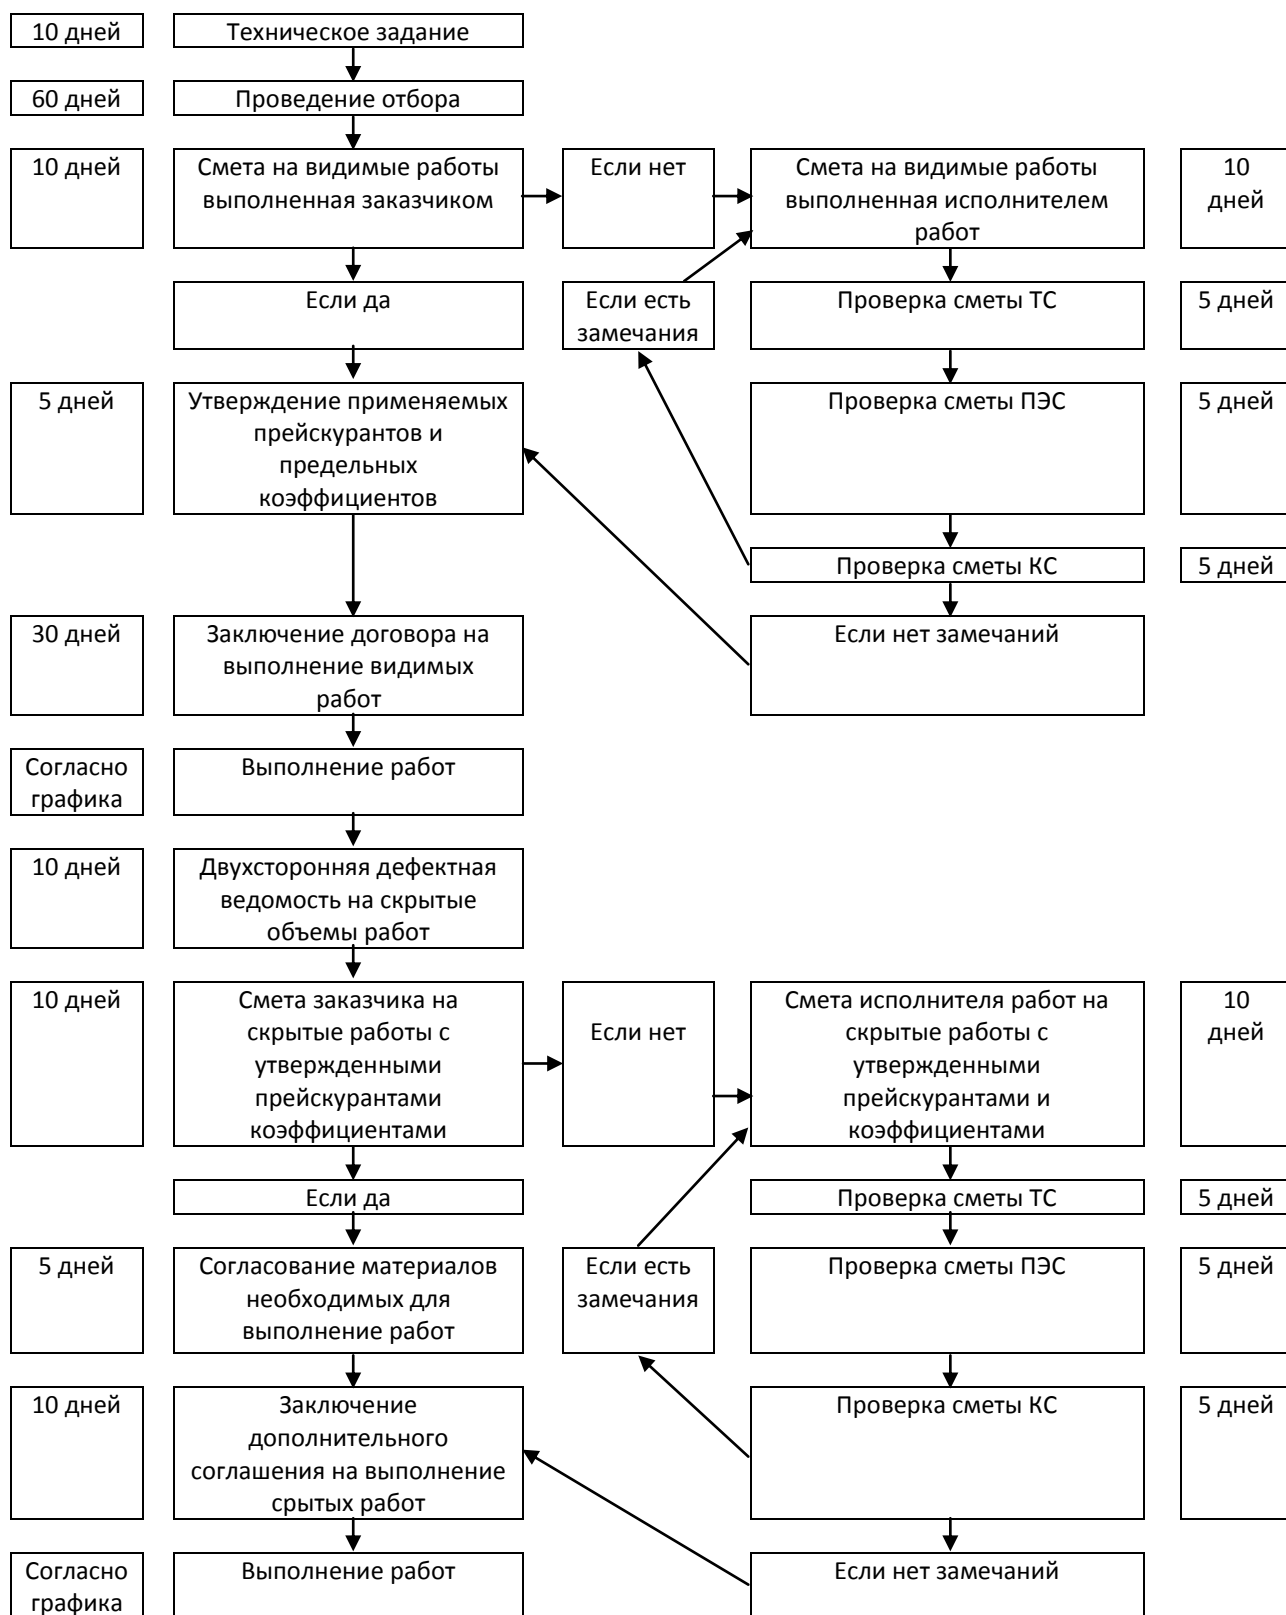 10 дней
Техническое задание
60 дней
Проведение отбора
10 дней
Смета на видимые работы
выполненная заказчиком
Если нет
Смета на видимые работы
выполненная исполнителем
работ
10
дней
Если да
Если есть
замечания
Проверка сметы ТС
5 дней
5 дней
Утверждение применяемых
прейскурантов и
предельных
коэффициентов
Проверка сметы ПЭС
5 дней
Проверка сметы КС
5 дней
30 дней
Заключение договора на
выполнение видимых
работ
Если нет замечаний
Согласно
графика
Выполнение работ
10 дней
Двухсторонняя дефектная
ведомость на скрытые
объемы работ
10 дней
Смета заказчика на
скрытые работы с
утвержденными
прейскурантами
коэффициентами
Если нет
Смета исполнителя работ на
скрытые работы с
утвержденными
прейскурантами и
коэффициентами
10
дней
Если да
Проверка сметы ТС
5 дней
5 дней
Согласование материалов
необходимых для
выполнение работ
Если есть
замечания
Проверка сметы ПЭС
5 дней
10 дней
Заключение
дополнительного
соглашения на выполнение
срытых работ
Проверка сметы КС
5 дней
Согласно
графика
Выполнение работ
Если нет замечаний